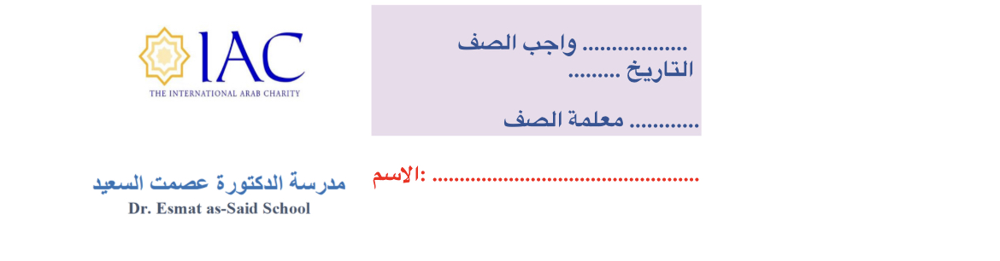 IAC
THE INTERNATIONAL ARAB CHARITY
مدرسة الدكتورة عصمت السعيد
Dr. Esmat as-Said School
.................. واجب الصف
التاريخ .........
............ معلمة الصف
الاسم: .................................................